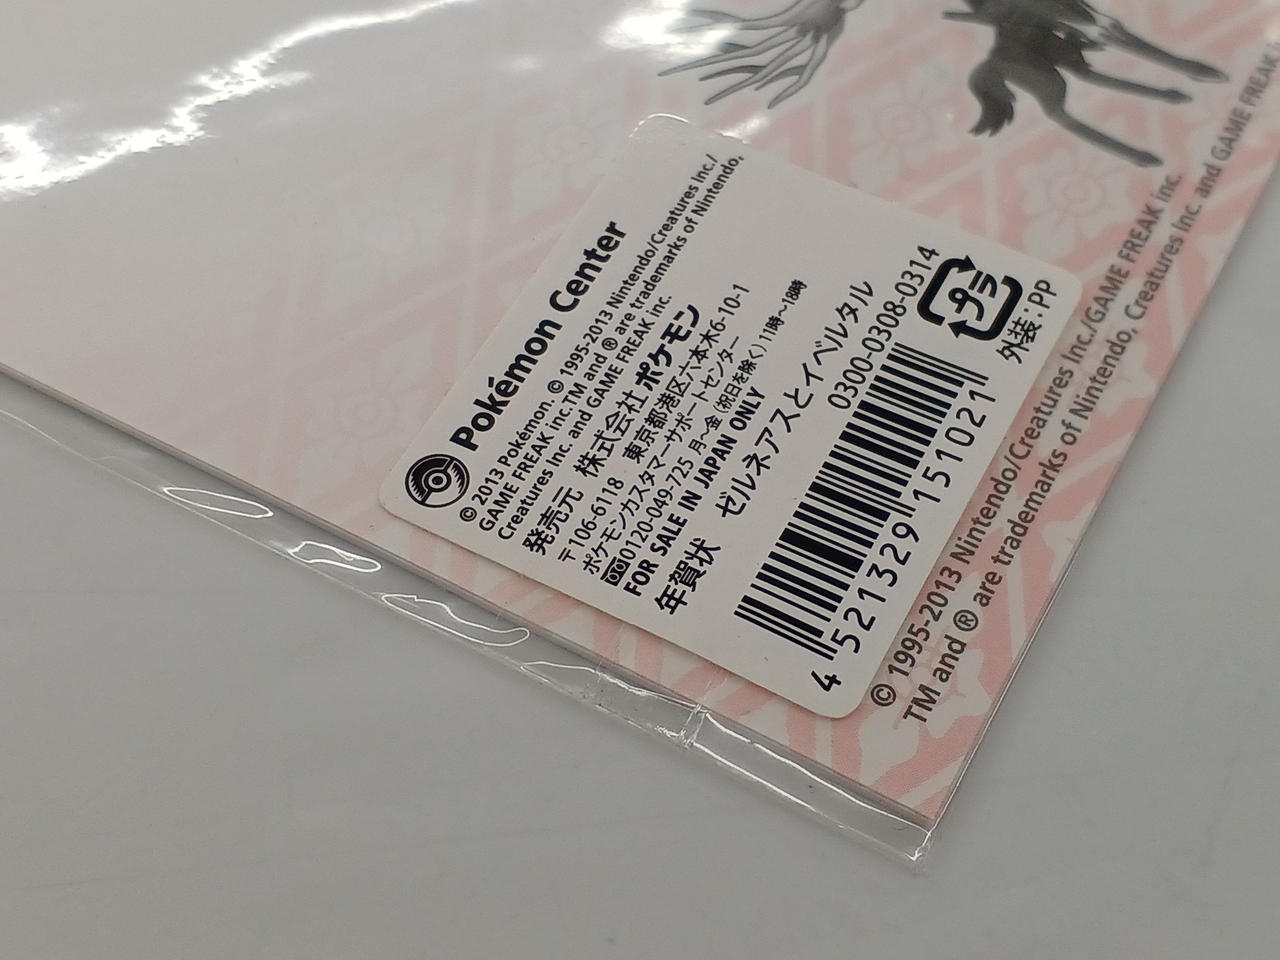 Pokémon Center
© 2013 Pokémon. © 1995-2013 Nintendo/Creatures Inc./
GAME FREAK inc.TM and ® are trademarks of Nintendo,
Creatures Inc. and GAME FREAK inc.
発売元 株式会社ポケモン
〒106-6118 東京都港区六本木6-10-1
ポケモンカスタマーサポートセンター
0120-049-725 月~金(祝日を除く)11時~18時
FOR SALE IN JAPAN ONLY
年賀状 ゼルネアスとイベルタル
0300-0308-0314
4 521329 151021
プラ
外装:PP
© 1995-2013 Nintendo/Creatures Inc./GAME FREAK inc.
TM and ® are trademarks of Nintendo, Creatures Inc. and GAME FREAK